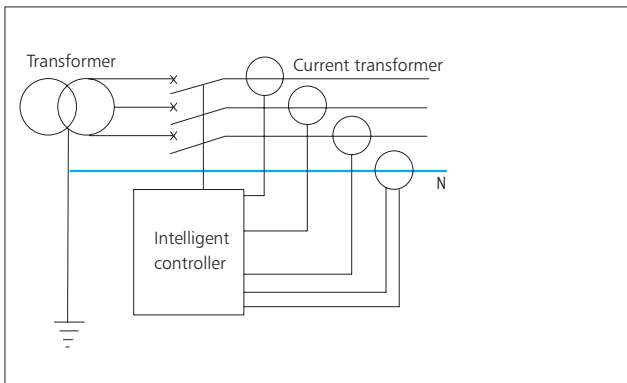 Transformer
Current transformer
N
Intelligent
controller